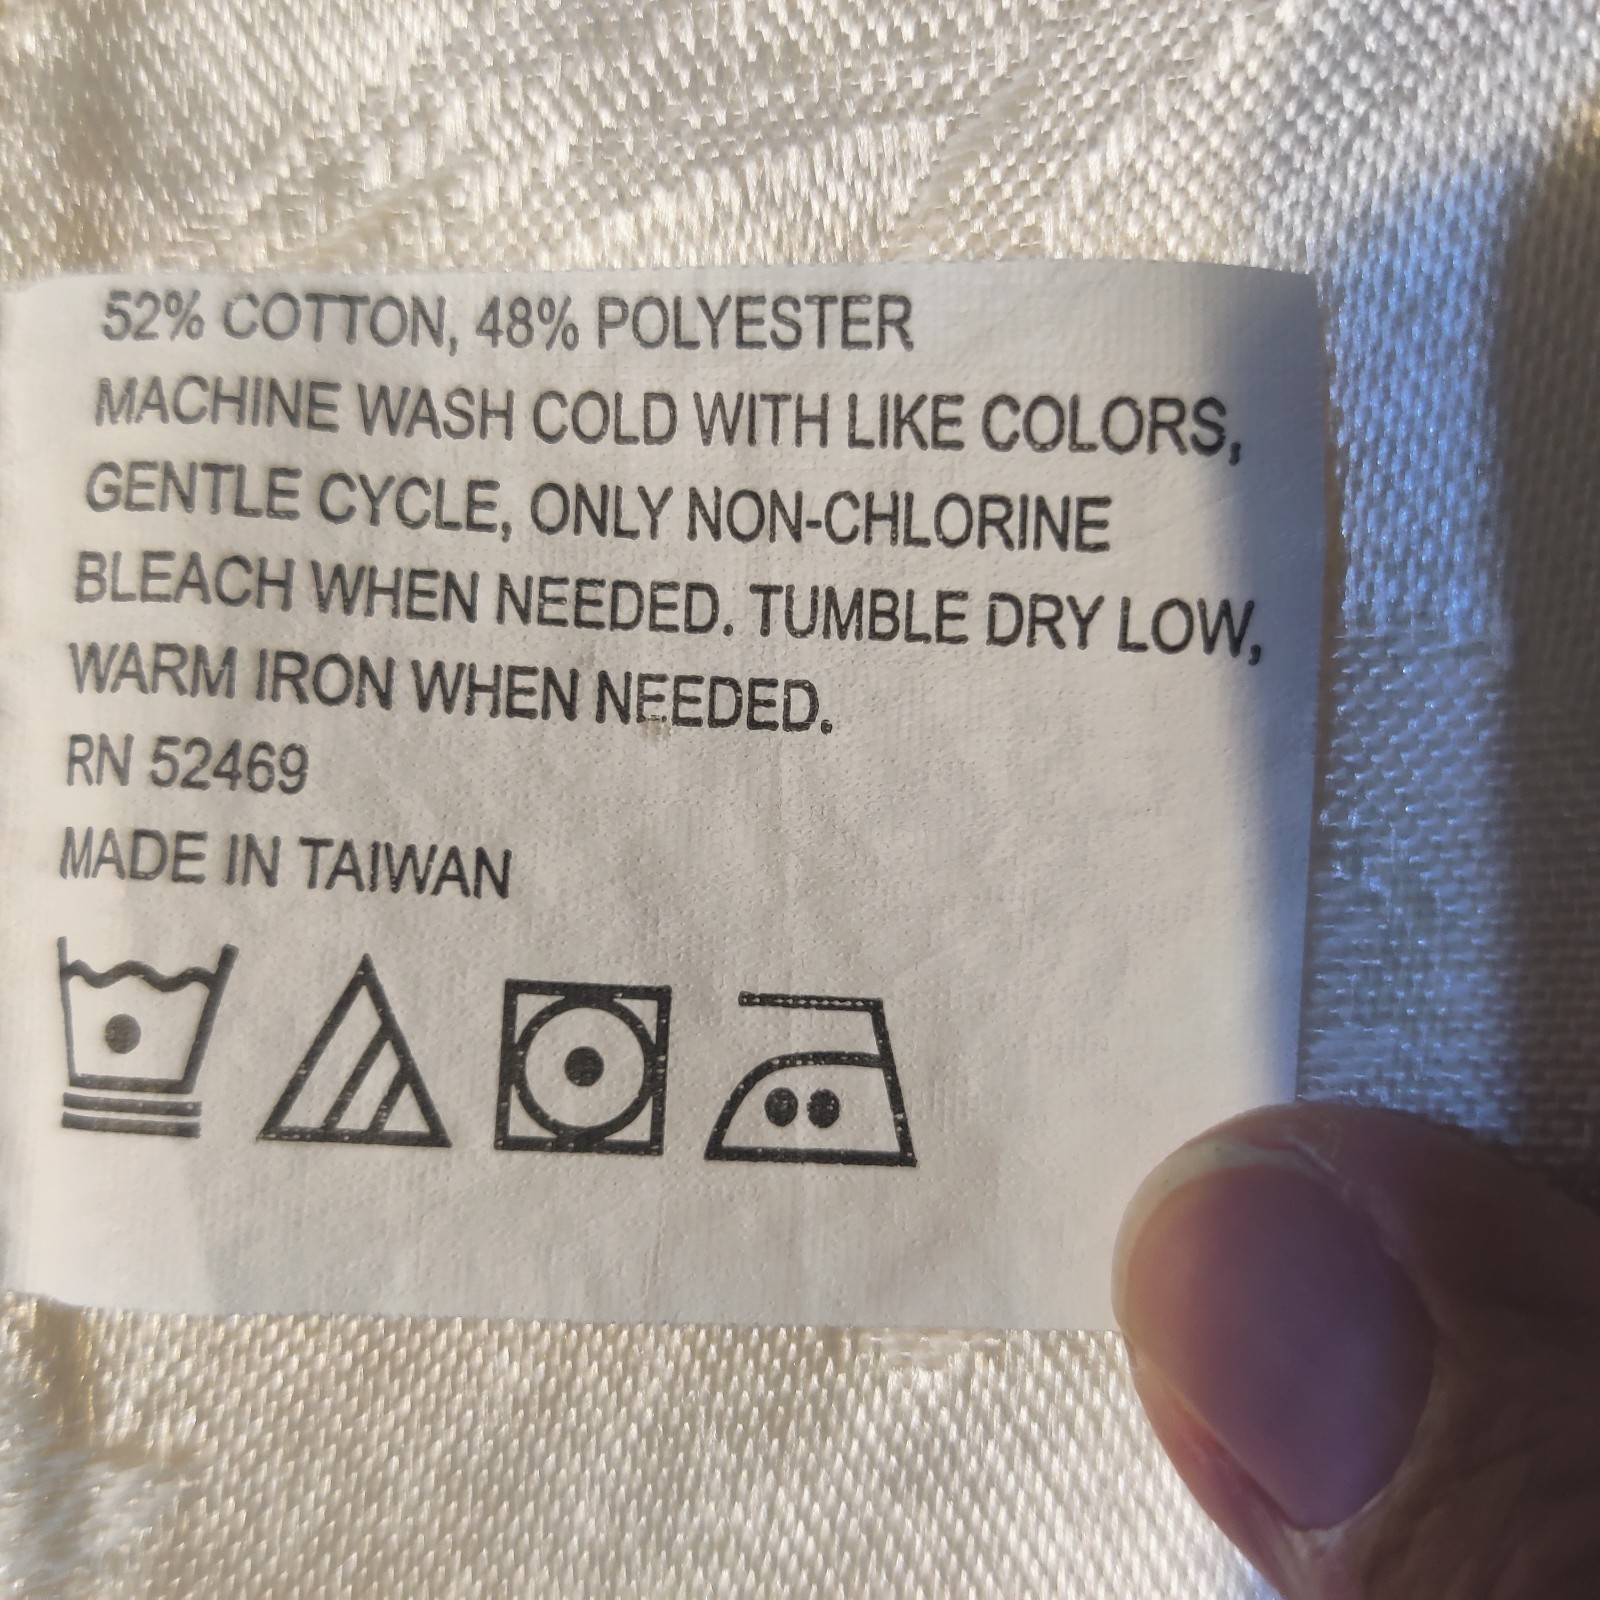 52% COTTON, 48% POLYESTER
MACHINE WASH COLD WITH LIKE COLORS,
GENTLE CYCLE, ONLY NON-CHLORINE
BLEACH WHEN NEEDED. TUMBLE DRY LOW,
WARM IRON WHEN NEEDED.
RN 52469
MADE IN TAIWAN